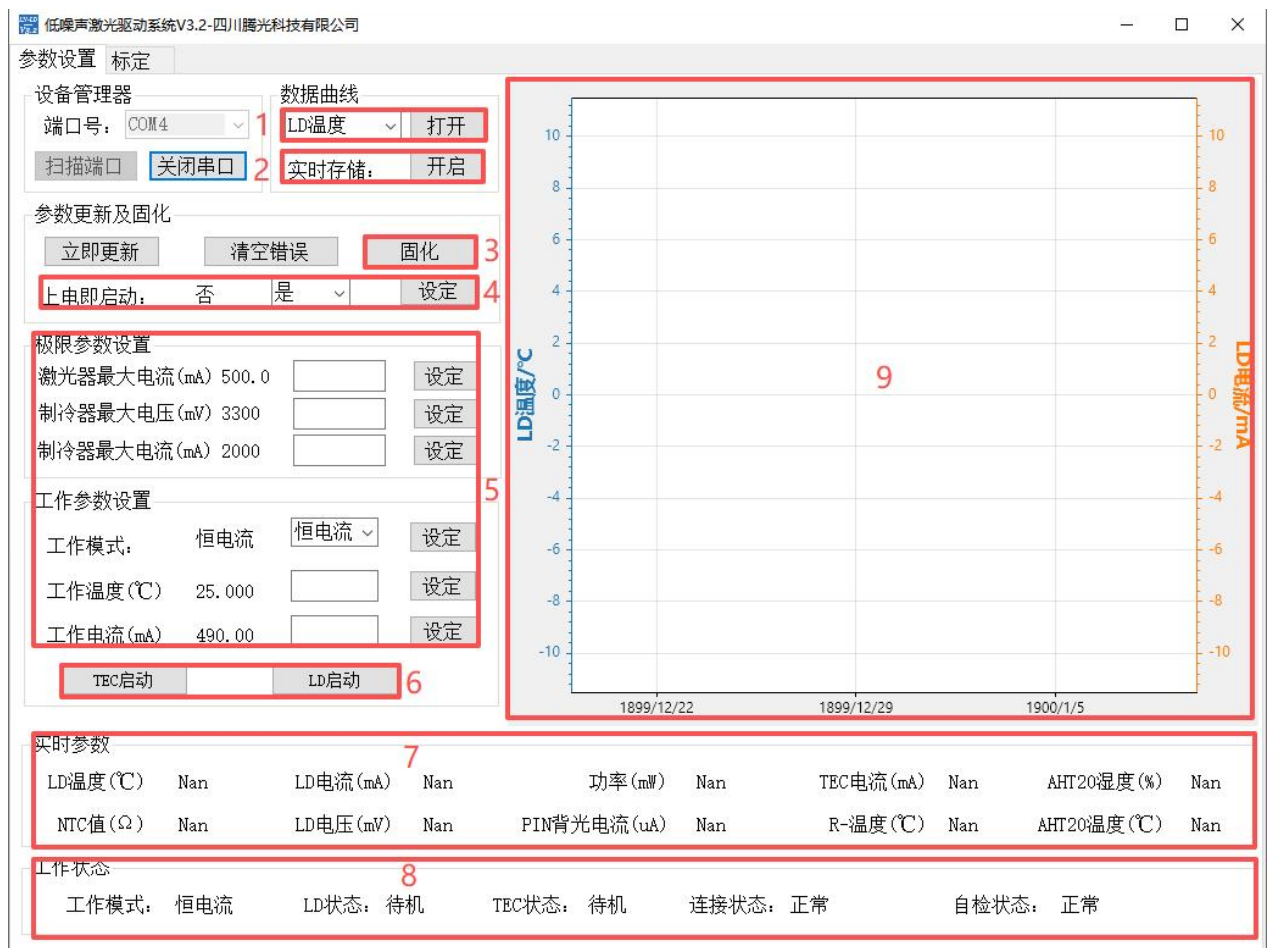 低噪声激光驱动系统V3.2-四川腾光科技有限公司
参数设置 标定
设备管理器
端口号: COM4
扫描端口 关闭串口
数据曲线
1 LD温度 打开
2 实时存储: 开启
参数更新及固化
立即更新 清空错误 固化 3
上电即启动: 否 是 设定 4
极限参数设置
激光器最大电流(mA) 500.0 设定
制冷器最大电压(mV) 3300 设定
制冷器最大电流(mA) 2000 设定
5
工作参数设置
工作模式: 恒电流 恒电流 设定
工作温度(℃) 25.000 设定
工作电流(mA) 490.00 设定
TEC启动 LD启动 6
LD温度/℃
10
8
6
4
2
0
-2
-4
-6
-8
-10
9
10
8
6
4
2
0
-2
-4
-6
-8
-10
LD电流/mA
1899/12/22 1899/12/29 1900/1/5
实时参数
7
LD温度(℃) Nan LD电流(mA) Nan 功率(mW) Nan TEC电流(mA) Nan AHT20湿度(%) Nan
NTC值(Ω) Nan LD电压(mV) Nan PIN背光电流(uA) Nan R-温度(℃) Nan AHT20温度(℃) Nan
工作状态
8
工作模式: 恒电流 LD状态: 待机 TEC状态: 待机 连接状态: 正常 自检状态: 正常